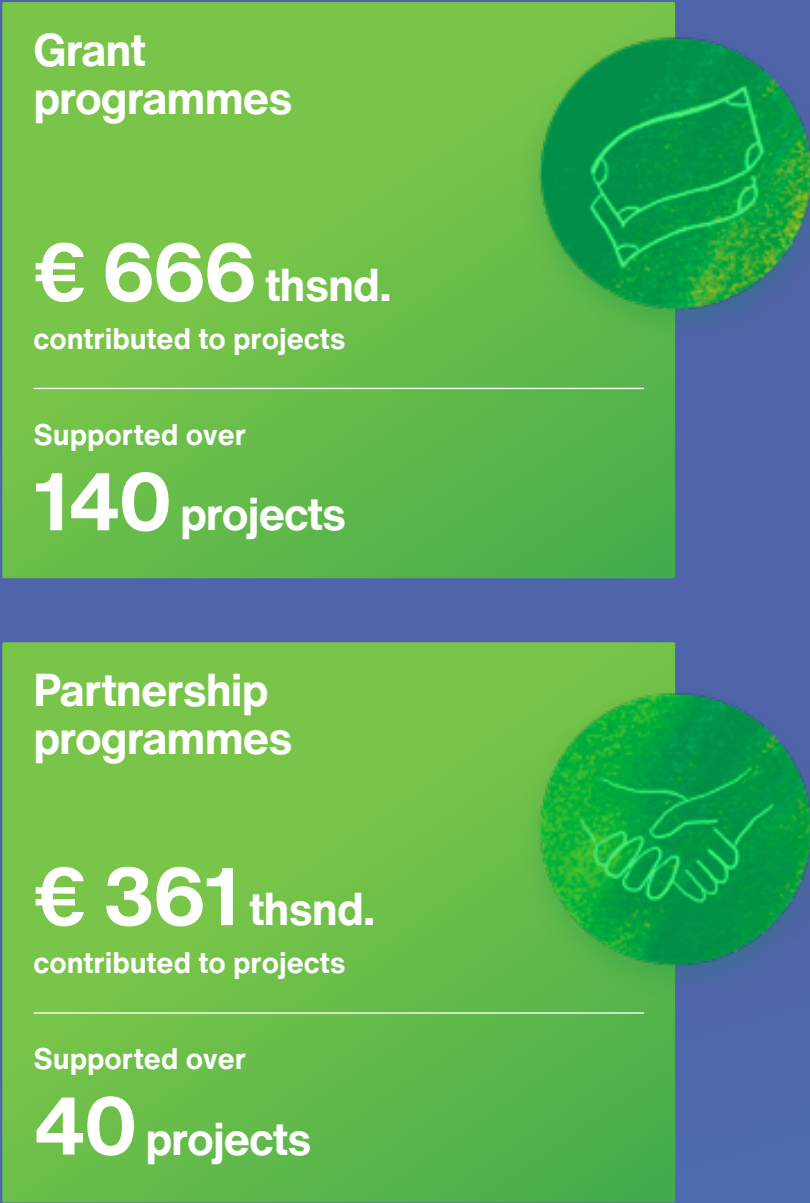 Grant
programmes
€ 666 thsnd.
contributed to projects
Supported over
140 projects
Partnership
programmes
€ 361 thsnd.
contributed to projects
Supported over
40 projects